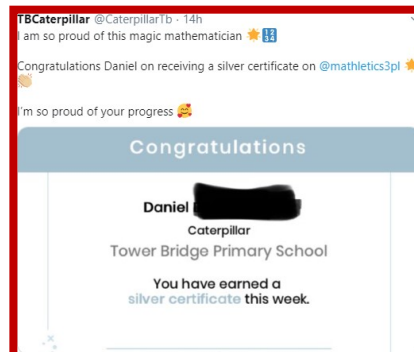 TBCaterpillar @CaterpillarTb · 14h
I am so proud of this magic mathematician 🌟🔢
Congratulations Daniel on receiving a silver certificate on @mathletics3pl 🌟
👏🏼
I'm so proud of your progress 🥰
Congratulations
Daniel
Caterpillar
Tower Bridge Primary School
You have earned a
silver certificate this week.